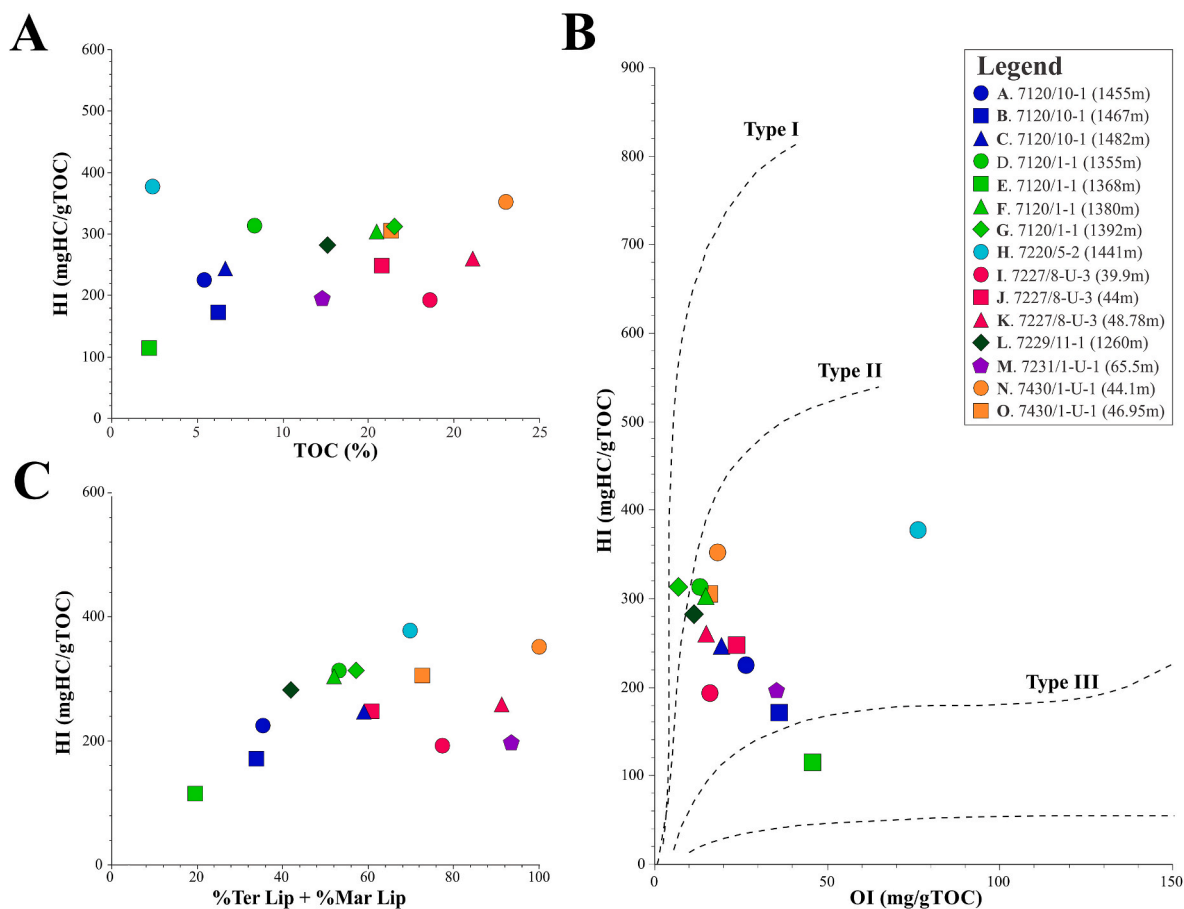 A
HI (mgHC/gTOC)
600
500
400
300
200
100
0
0
5
10
20
20
25
TOC (%)
B
HI (mgHC/gTOC)
900
800
700
600
500
400
300
200
100
0
0
50
100
150
OI (mg/gTOC)
Type I
Type II
Type III
Legend
A. 7120/10-1 (1455m)
B. 7120/10-1 (1467m)
C. 7120/10-1 (1482m)
D. 7120/1-1 (1355m)
E. 7120/1-1 (1368m)
F. 7120/1-1 (1380m)
G. 7120/1-1 (1392m)
H. 7220/5-2 (1441m)
I. 7227/8-U-3 (39.9m)
J. 7227/8-U-3 (44m)
K. 7227/8-U-3 (48.78m)
L. 7229/11-1 (1260m)
M. 7231/1-U-1 (65.5m)
N. 7430/1-U-1 (44.1m)
O. 7430/1-U-1 (46.95m)
C
HI (mgHC/gTOC)
600
400
200
0
20
40
60
80
100
%Ter Lip + %Mar Lip